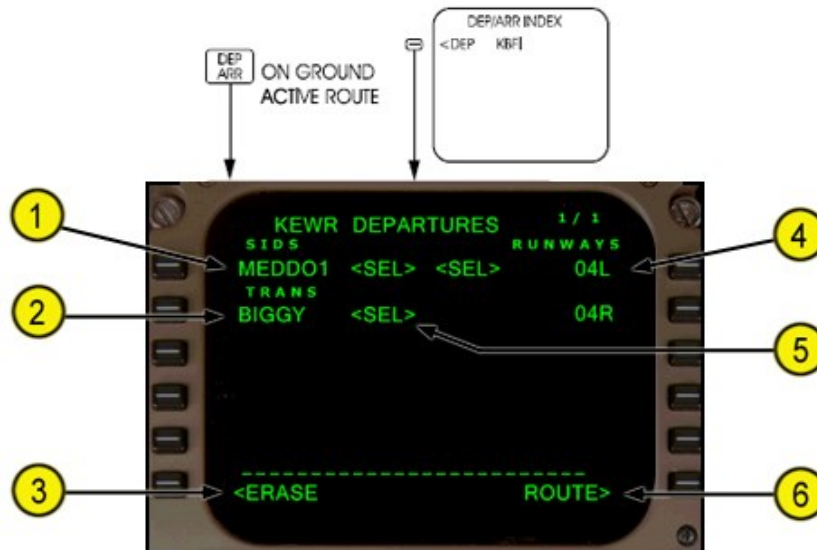 DEP/ARR INDEX
<DEP KBFI
DEP
ARR
ON GROUND
ACTIVE ROUTE
KEWR DEPARTURES 1/1
SIDS RUNWAYS
MEDDO1 <SEL> <SEL> 04L
TRANS
BIGGY <SEL> 04R
----------------------------
<ERASE ROUTE>
1
2
3
4
5
6